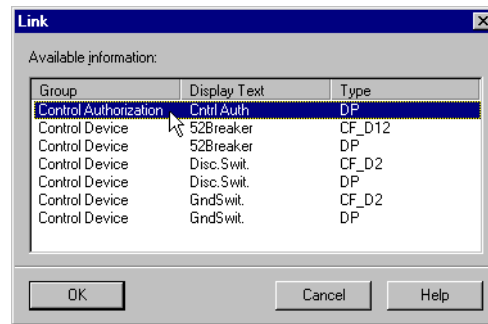 Link
Available information:
Group Display Text Type
Control Authorization Cntrl Auth DP
Control Device 52Breaker CF_D12
Control Device 52Breaker DP
Control Device Disc.Swit. CF_D2
Control Device Disc.Swit. DP
Control Device GndSwit. CF_D2
Control Device GndSwit. DP
OK Cancel Help